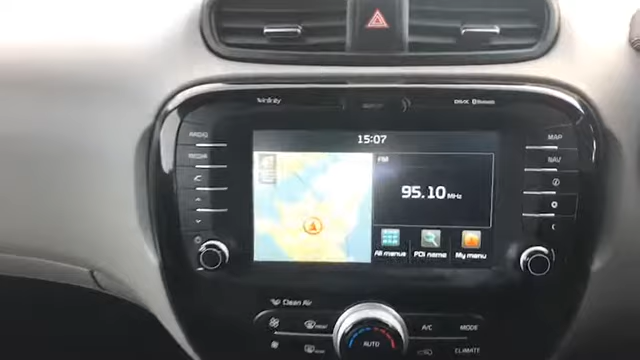 infinity
RADIO
MEDIA
MAP
NAV
15:07
FM
95.10 MHz
All menus
POI name
My menu
Clean Air
A/C
MODE
AUTO
CLIMATE